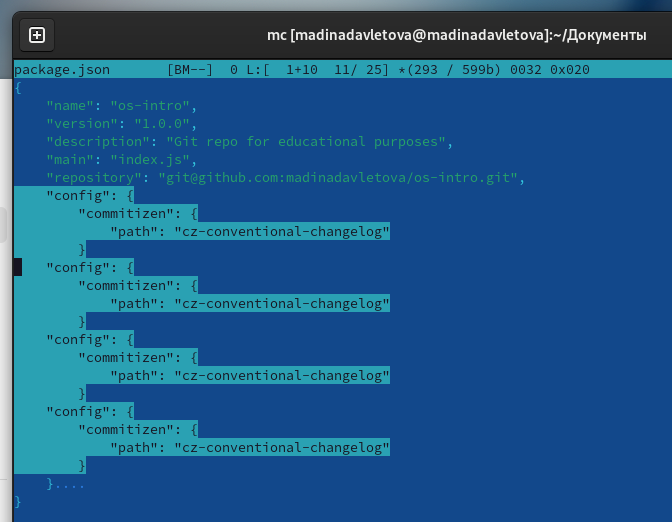 mc [madinadavletova@madinadavletova]:~/Документы
package.json       [BM--]  0 L:[  1+10  11/ 25] *(293 / 599b) 0032 0x020
{
    "name": "os-intro",
    "version": "1.0.0",
    "description": "Git repo for educational purposes",
    "main": "index.js",
    "repository": "git@github.com:madinadavletova/os-intro.git",
    "config": {
        "commitizen": {
            "path": "cz-conventional-changelog"
        }
    "config": {
        "commitizen": {
            "path": "cz-conventional-changelog"
        }
    "config": {
        "commitizen": {
            "path": "cz-conventional-changelog"
        }
    "config": {
        "commitizen": {
            "path": "cz-conventional-changelog"
        }
    }....
}